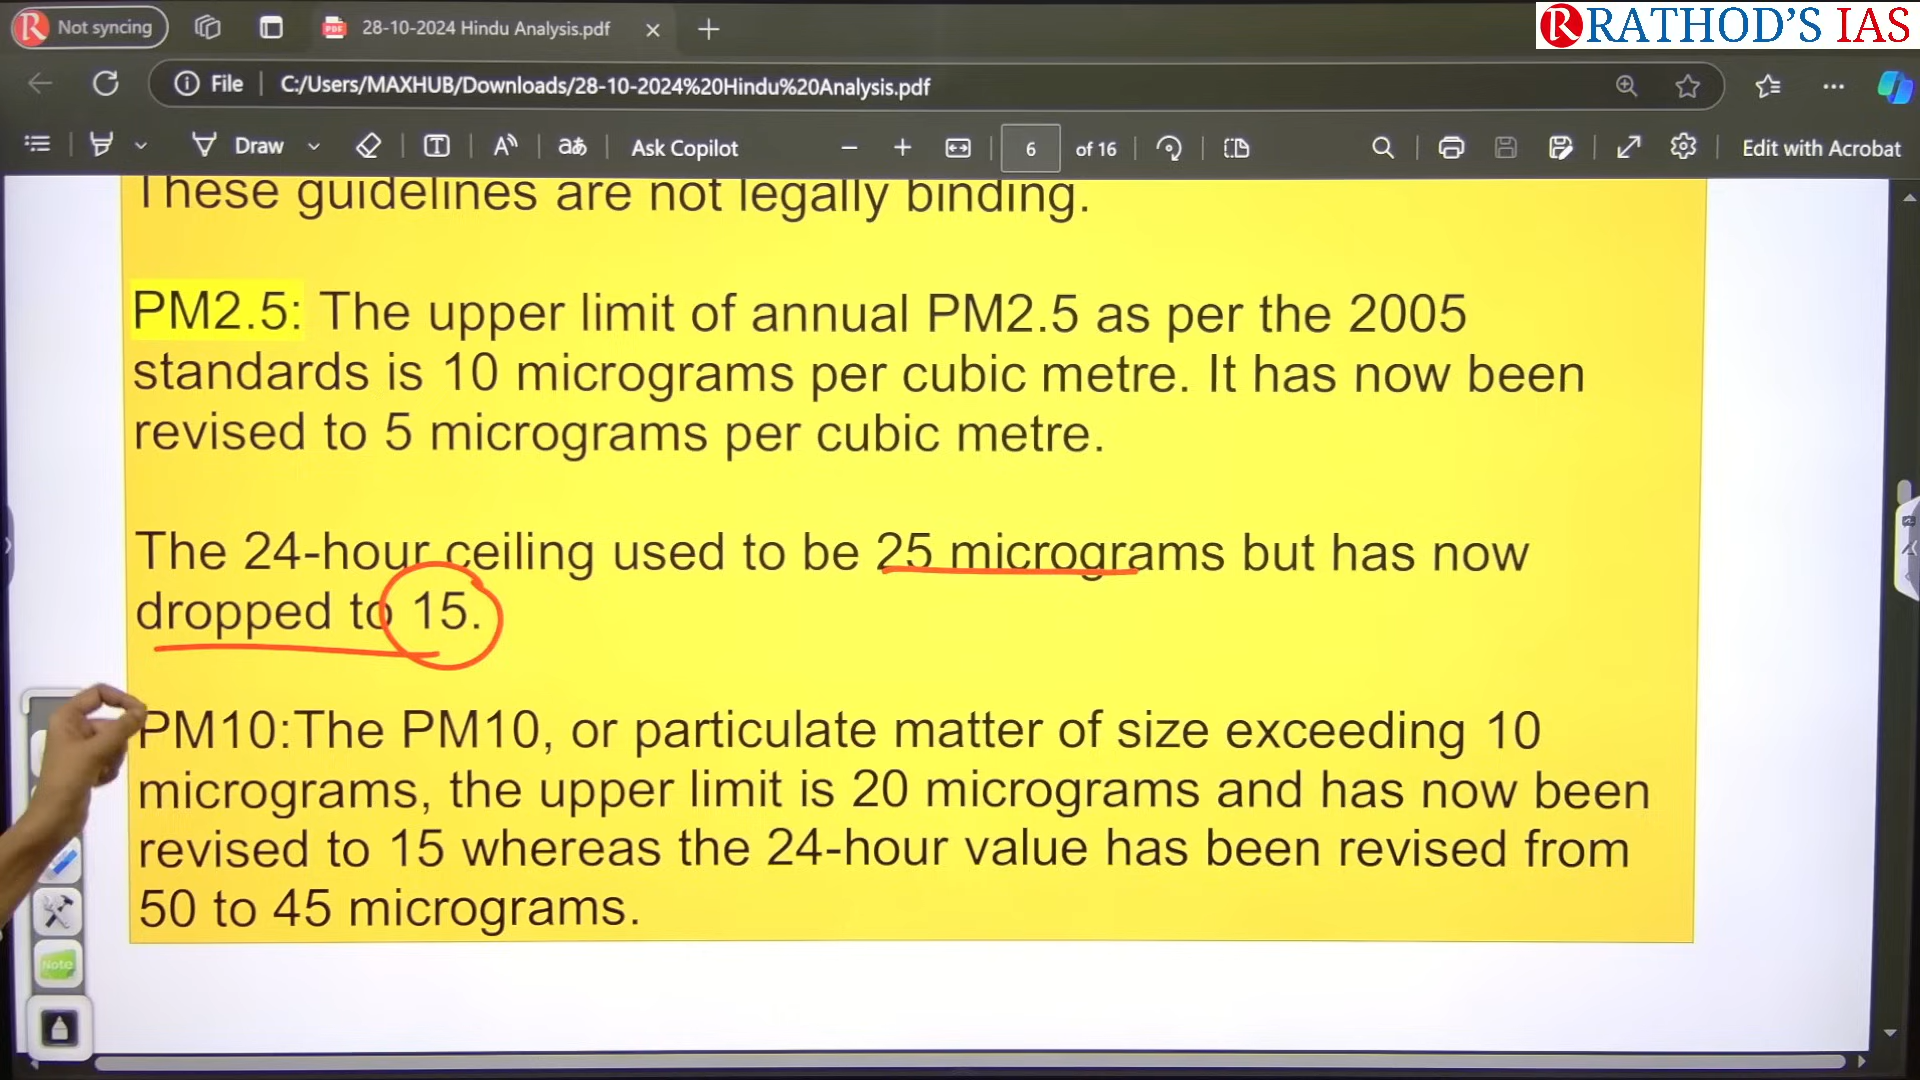 Not syncing
28-10-2024 Hindu Analysis.pdf
RATHOD'S IAS
File
C:/Users/MAXHUB/Downloads/28-10-2024%20Hindu%20Analysis.pdf
Draw
Ask Copilot
6
of 16
Edit with Acrobat
These guidelines are not legally binding.
PM2.5: The upper limit of annual PM2.5 as per the 2005
standards is 10 micrograms per cubic metre. It has now been
revised to 5 micrograms per cubic metre.
The 24-hour ceiling used to be 25 micrograms but has now
dropped to 15.
PM10:The PM10, or particulate matter of size exceeding 10
micrograms, the upper limit is 20 micrograms and has now been
revised to 15 whereas the 24-hour value has been revised from
50 to 45 micrograms.
Note